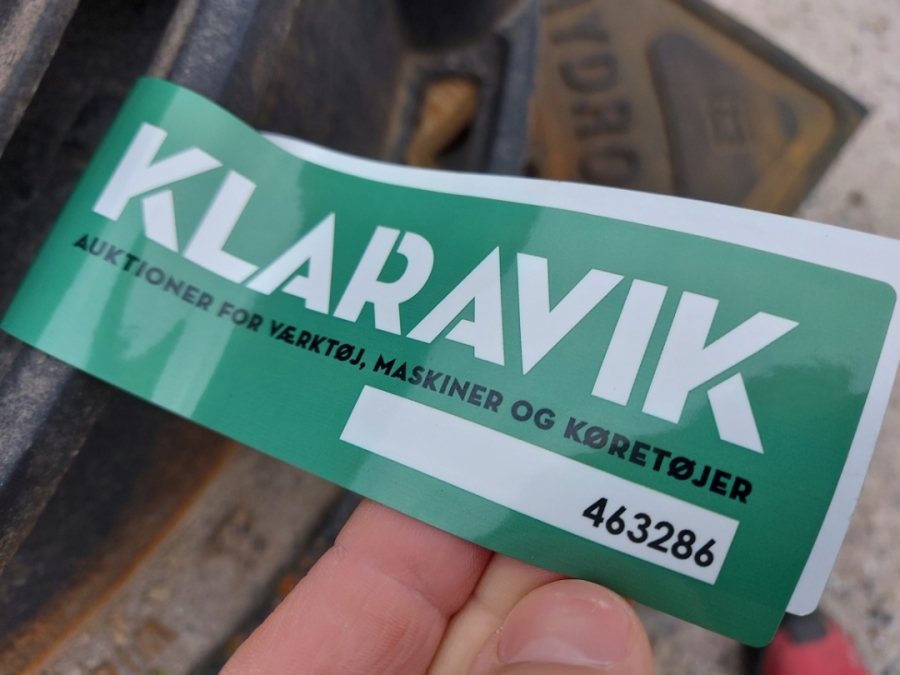 KLARAVIK
AUKTIONER FOR VÆRKTØJ, MASKINER OG KØRETØJER
463286